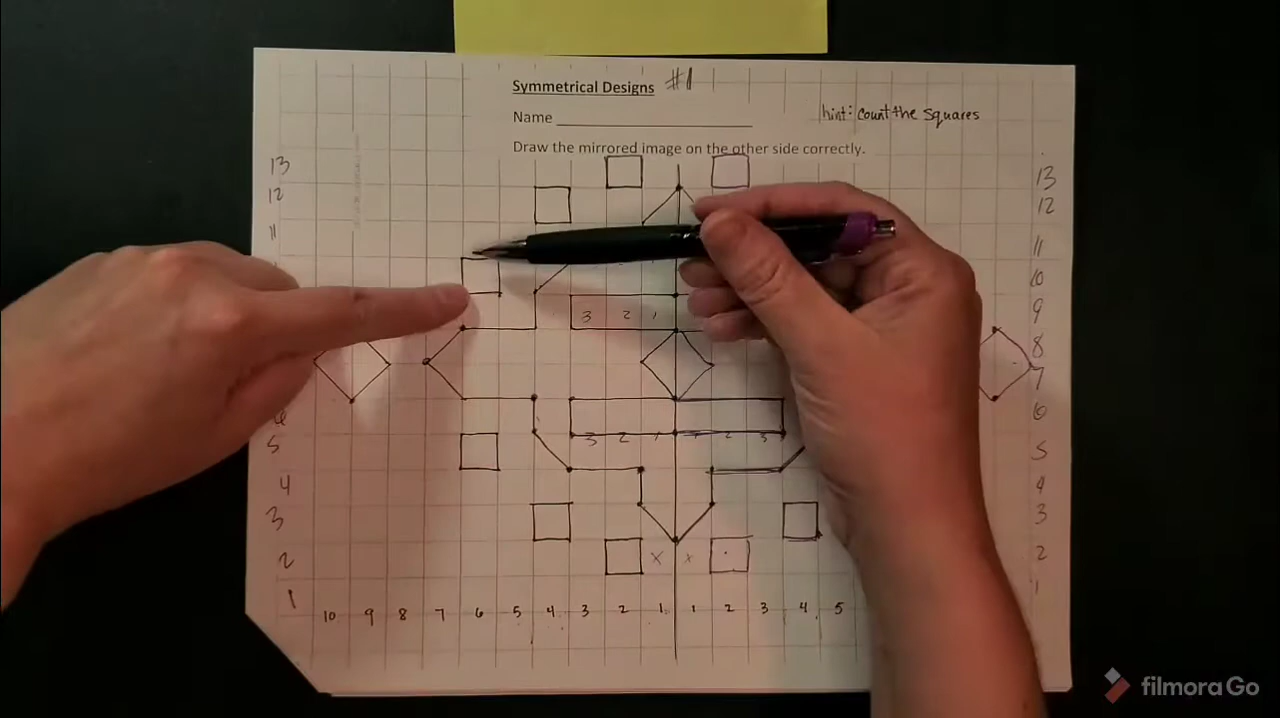 Symmetrical Designs #1
Name
hint: count the squares
Draw the mirrored image on the other side correctly.
13 13
12 12
11 11
10
9
3 2 1
8
7
6
5 5
3 2 1 1 2 3
4 4
3 3
2 x x 2
1 1
10 9 8 7 6 5 4 3 2 1 1 2 3 4 5
filmoraGo